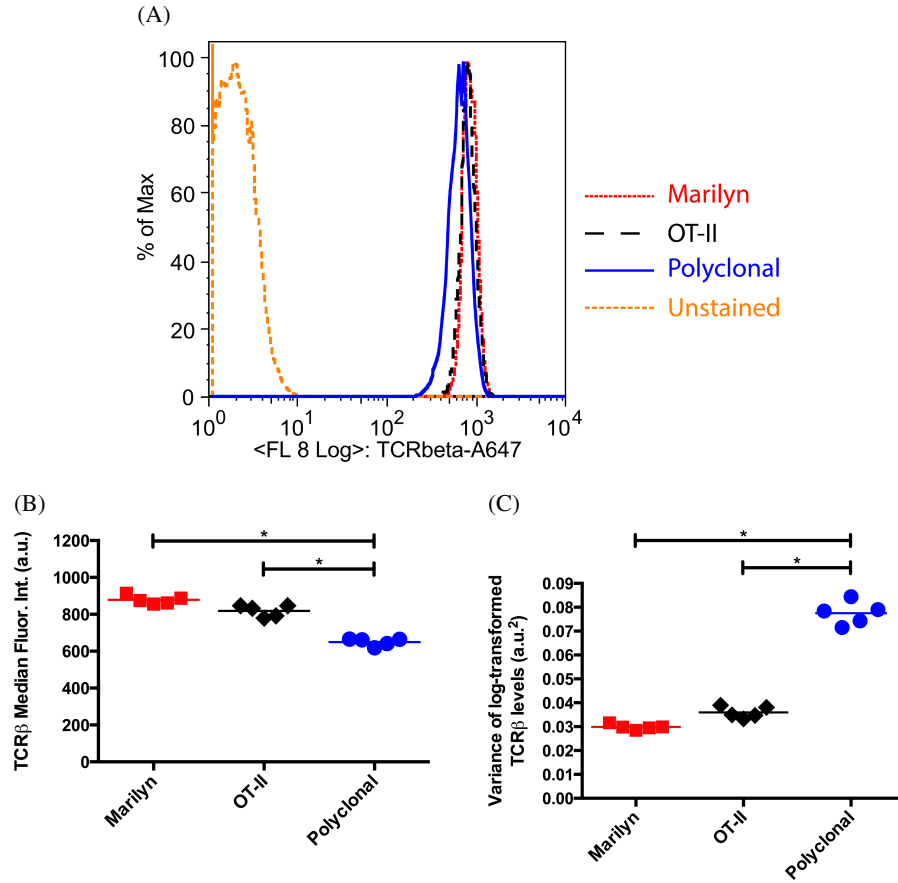 (A)
100
80
60
40
20
0
% of Max
10^0 10^1 10^2 10^3 10^4
<FL 8 Log>: TCRbeta-A647
Marilyn
OT-II
Polyclonal
Unstained
(B)
*
*
1200
1000
800
600
400
200
0
TCRβ Median Fluor. Int. (a.u.)
Marilyn
OT-II
Polyclonal
(C)
*
*
0.09
0.08
0.07
0.06
0.05
0.04
0.03
0.02
0.01
0.00
Variance of log-transformed
TCRβ levels (a.u.²)
Marilyn
OT-II
Polyclonal